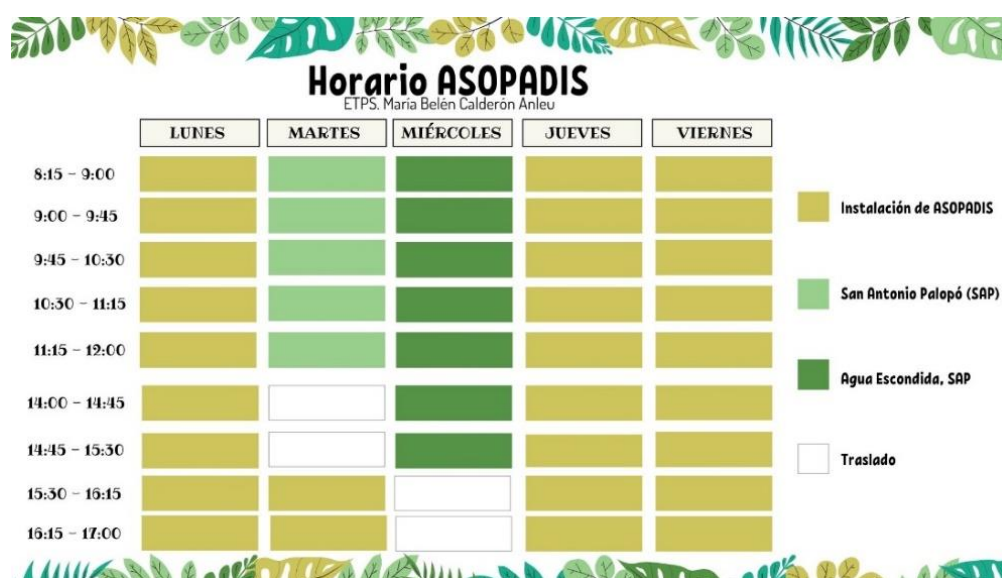 Horario ASOPADIS
ETPS. María Belén Calderón Anleu
LUNES MARTES MIÉRCOLES JUEVES VIERNES
8:15 – 9:00
9:00 – 9:45
9:45 – 10:30
10:30 – 11:15
11:15 – 12:00
14:00 – 14:45
14:45 – 15:30
15:30 – 16:15
16:15 – 17:00
Instalación de ASOPADIS
San Antonio Palopó (SAP)
Agua Escondida, SAP
Traslado